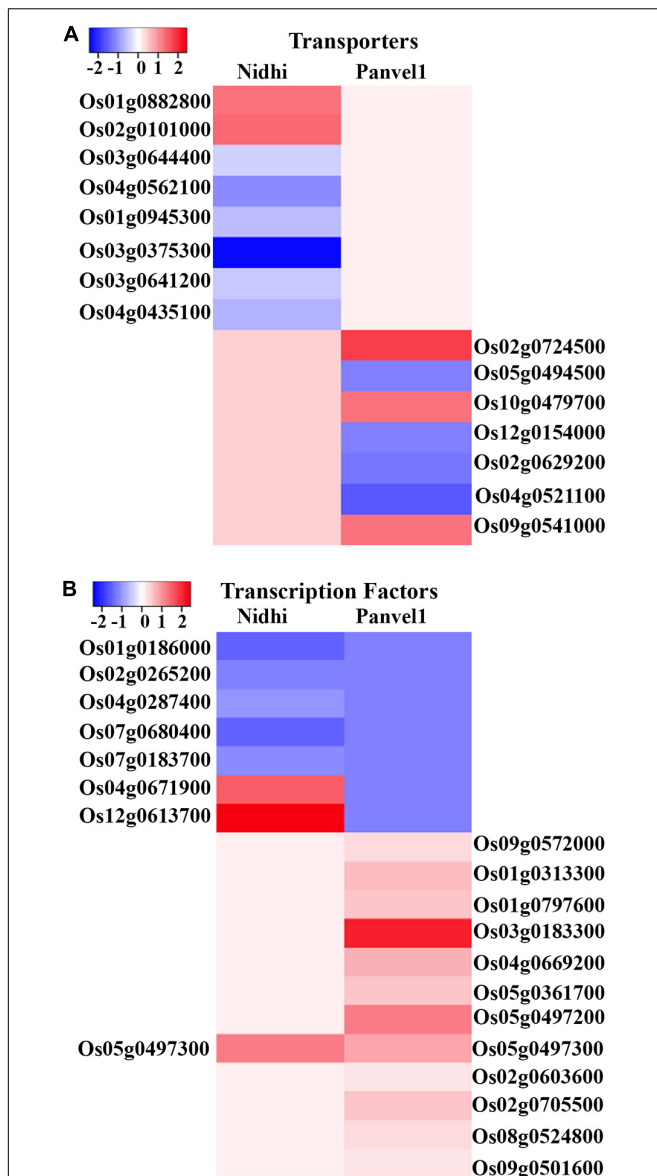 A
-2 -1 0 1 2
Transporters
Nidhi Panvel1
Os01g0882800
Os02g0101000
Os03g0644400
Os04g0562100
Os01g0945300
Os03g0375300
Os03g0641200
Os04g0435100
Os02g0724500
Os05g0494500
Os10g0479700
Os12g0154000
Os02g0629200
Os04g0521100
Os09g0541000
B
-2 -1 0 1 2
Transcription Factors
Nidhi Panvel1
Os01g0186000
Os02g0265200
Os04g0287400
Os07g0680400
Os07g0183700
Os04g0671900
Os12g0613700
Os09g0572000
Os01g0313300
Os01g0797600
Os03g0183300
Os04g0669200
Os05g0361700
Os05g0497200
Os05g0497300 Os05g0497300
Os02g0603600
Os02g0705500
Os08g0524800
Os09g0501600